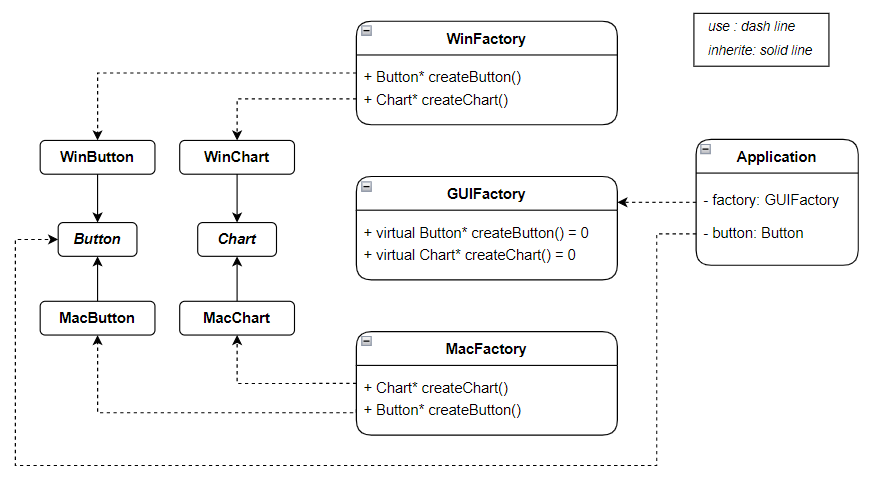 use : dash line
inherite: solid line
WinFactory
+ Button* createButton()
+ Chart* createChart()
WinButton
WinChart
Application
- factory: GUIFactory
- button: Button
GUIFactory
+ virtual Button* createButton() = 0
+ virtual Chart* createChart() = 0
Button
Chart
MacButton
MacChart
MacFactory
+ Chart* createChart()
+ Button* createButton()